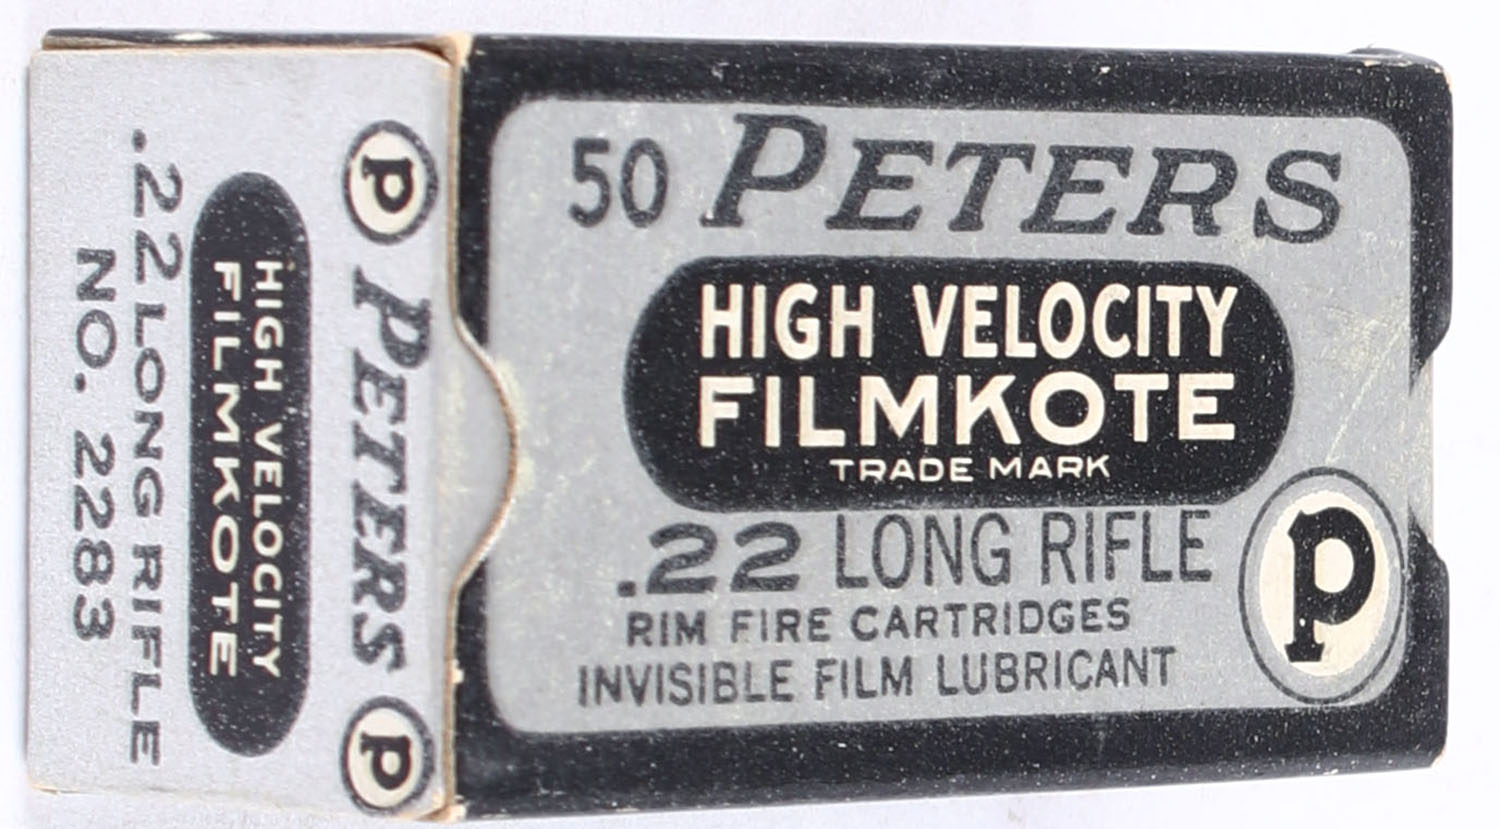 50 PETERS
HIGH VELOCITY
FILMKOTE
TRADE MARK
.22 LONG RIFLE
RIM FIRE CARTRIDGES
INVISIBLE FILM LUBRICANT
P
P PETERS P
HIGH VELOCITY
FILMKOTE
.22 LONG RIFLE
NO. 2283